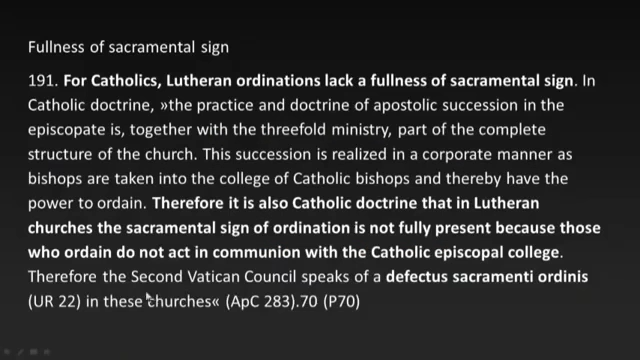 Fullness of sacramental sign
191. For Catholics, Lutheran ordinations lack a fullness of sacramental sign. In
Catholic doctrine, »the practice and doctrine of apostolic succession in the
episcopate is, together with the threefold ministry, part of the complete
structure of the church. This succession is realized in a corporate manner as
bishops are taken into the college of Catholic bishops and thereby have the
power to ordain. Therefore it is also Catholic doctrine that in Lutheran
churches the sacramental sign of ordination is not fully present because those
who ordain do not act in communion with the Catholic episcopal college.
Therefore the Second Vatican Council speaks of a defectus sacramenti ordinis
(UR 22) in these churches« (ApC 283).70 (P70)